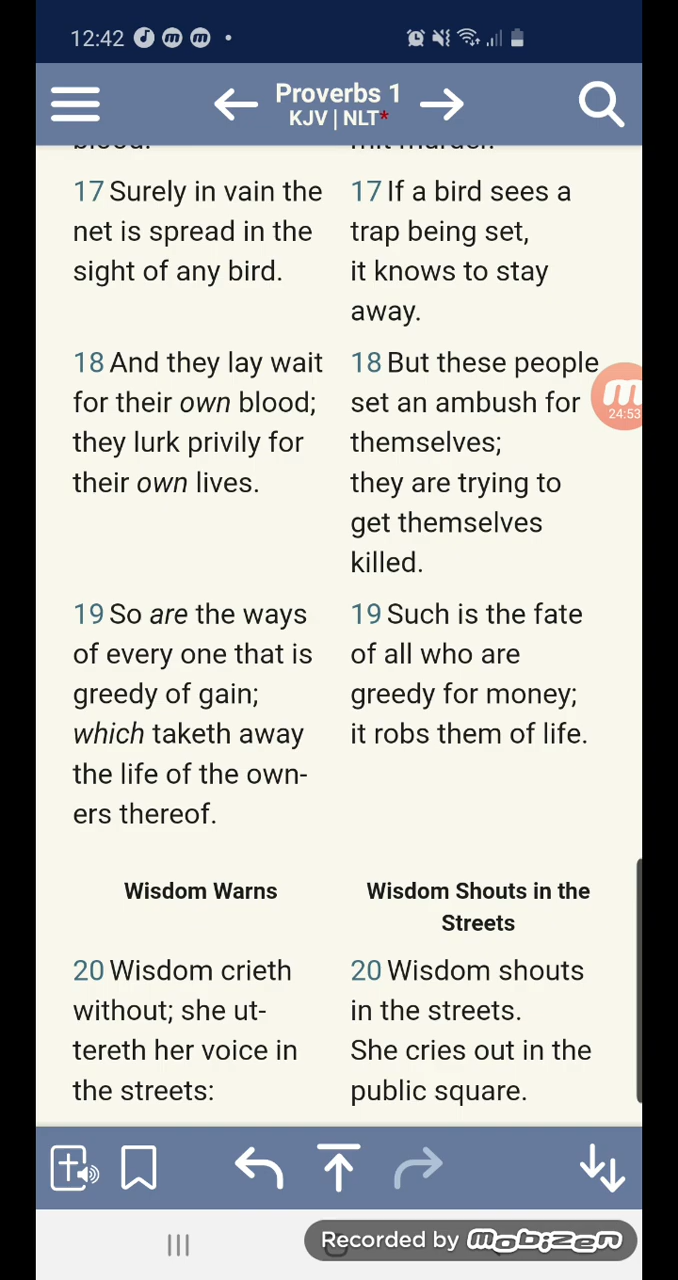 12:42
Proverbs 1
KJV | NLT*
17 Surely in vain the
net is spread in the
sight of any bird.
17 If a bird sees a
trap being set,
it knows to stay
away.
18 And they lay wait
for their own blood;
they lurk privily for
their own lives.
18 But these people
set an ambush for
themselves;
they are trying to
get themselves
killed.
24:53
19 So are the ways
of every one that is
greedy of gain;
which taketh away
the life of the own-
ers thereof.
19 Such is the fate
of all who are
greedy for money;
it robs them of life.
Wisdom Warns
Wisdom Shouts in the
Streets
20 Wisdom crieth
without; she ut-
tereth her voice in
the streets:
20 Wisdom shouts
in the streets.
She cries out in the
public square.
Recorded by mobizen